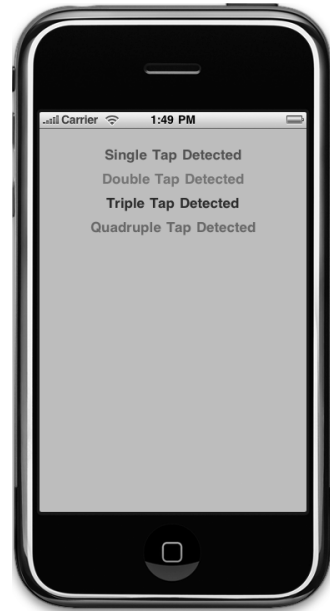 Carrier 1:49 PM
Single Tap Detected
Double Tap Detected
Triple Tap Detected
Quadruple Tap Detected